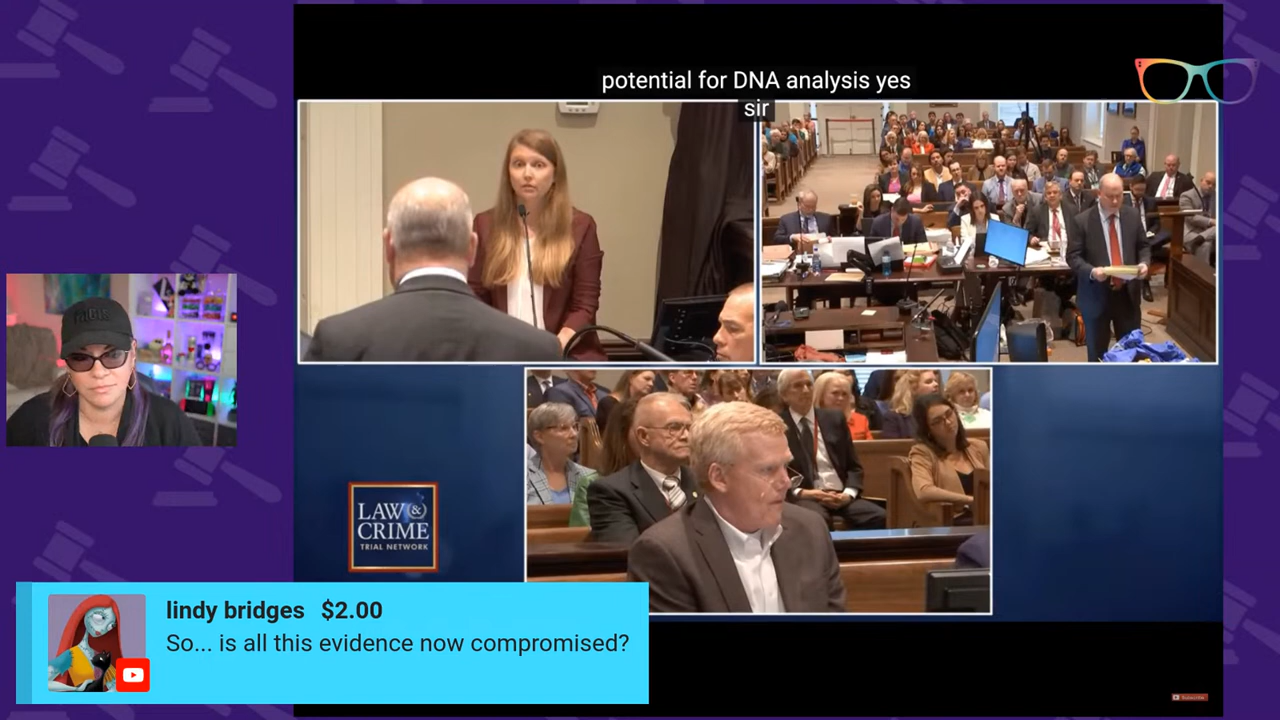 potential for DNA analysis yes
sir
LAW &
CRIME
TRIAL NETWORK
lindy bridges $2.00
So... is all this evidence now compromised?
Subscribe